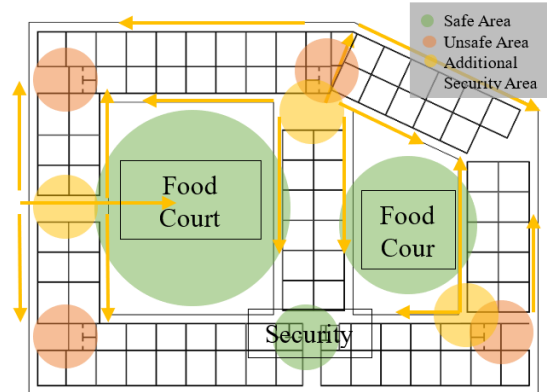 Safe Area
Unsafe Area
Additional
Security Area
Food
Court
Food
Cour
Security